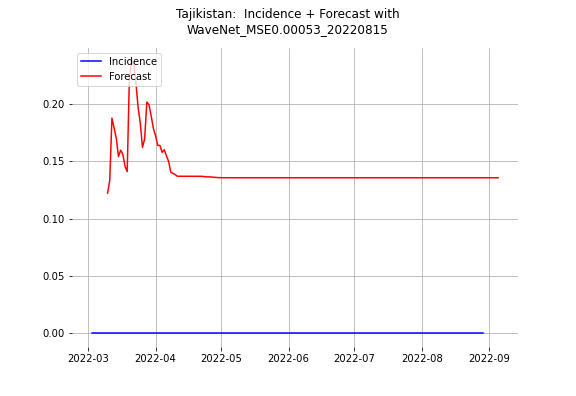 Tajikistan:  Incidence + Forecast with
WaveNet_MSE0.00053_20220815
Incidence
Forecast
0.20
0.15
0.10
0.05
0.00
2022-03 2022-04 2022-05 2022-06 2022-07 2022-08 2022-09